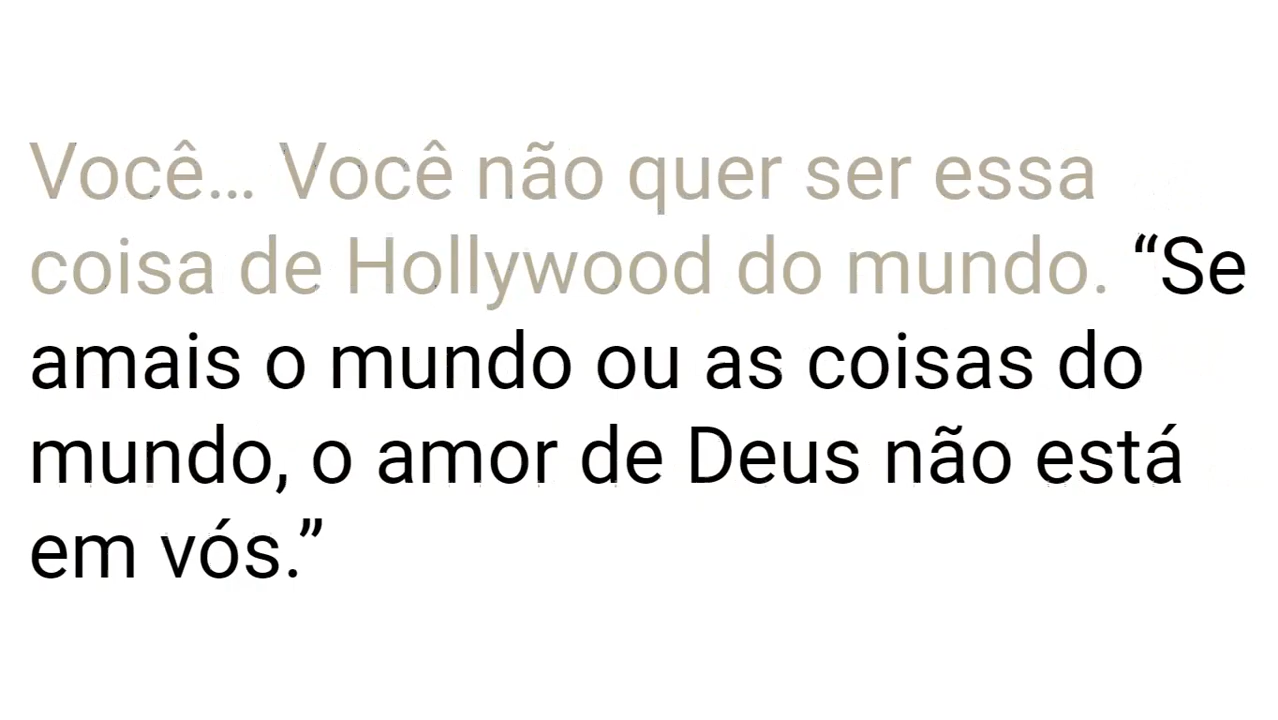 Você… Você não quer ser essa
coisa de Hollywood do mundo. “Se
amais o mundo ou as coisas do
mundo, o amor de Deus não está
em vós.”